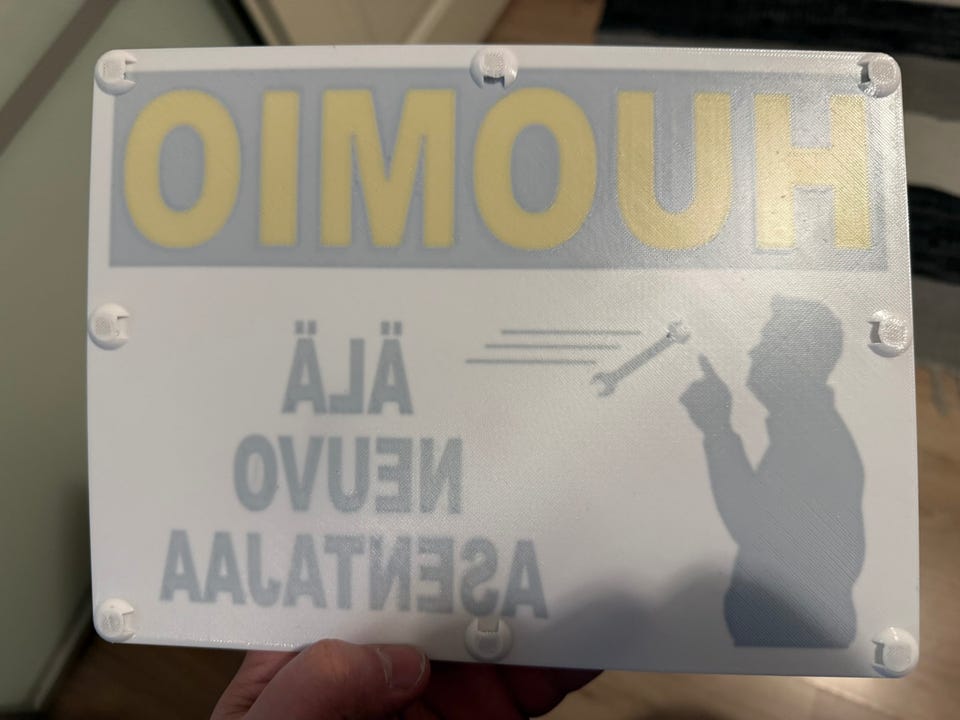 HUOMIO
ÄLÄ
NEUVO
ASENTAJAA